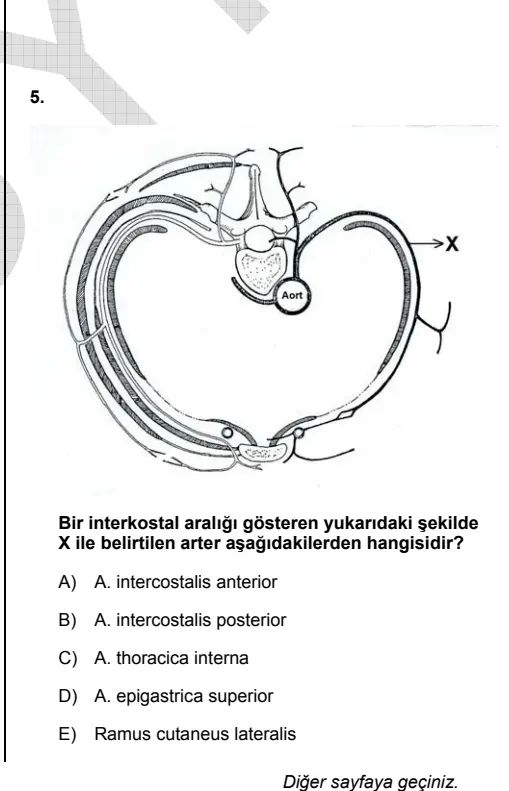 5.
Aort
X
Bir interkostal aralığı gösteren yukarıdaki şekilde
X ile belirtilen arter aşağıdakilerden hangisidir?
A) A. intercostalis anterior
B) A. intercostalis posterior
C) A. thoracica interna
D) A. epigastrica superior
E) Ramus cutaneus lateralis
Diğer sayfaya geçiniz.